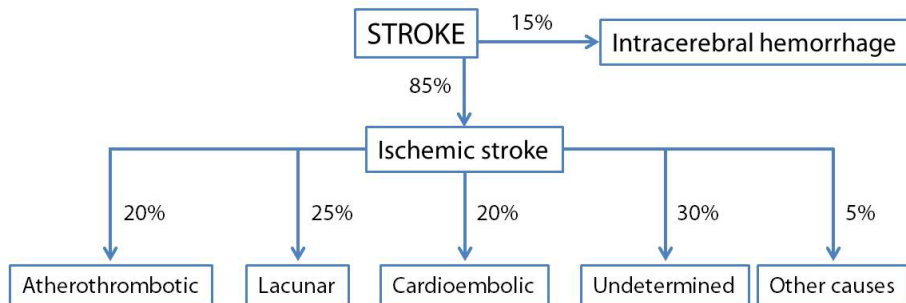 STROKE
15%
Intracerebral hemorrhage
85%
Ischemic stroke
20%
25%
20%
30%
5%
Atherothrombotic
Lacunar
Cardioembolic
Undetermined
Other causes